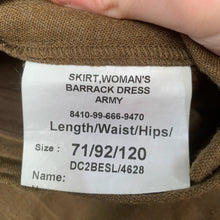 SKIRT,WOMAN'S
BARRACK DRESS
ARMY
8410-99-666-9470
Length/Waist/Hips/
Size : 71/92/120
DC2BESL/4628
Name: